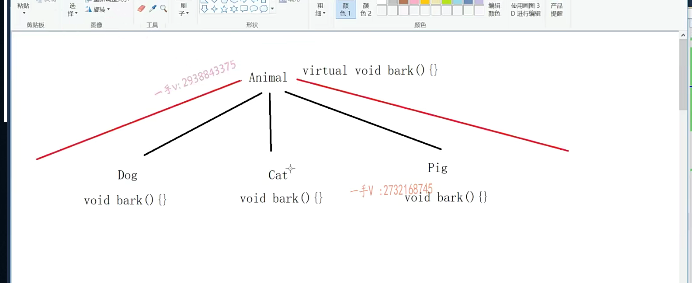 粘贴
选择
旋转
刷子
粗细
颜色 1
颜色 2
编辑颜色
使用画图 3D 进行编辑
产品提醒
剪贴板
图像
工具
形状
颜色
一手v:2938843375
Animal
virtual void bark(){}
Dog
Cat
Pig
一手V :2732168745
void bark(){}
void bark(){}
void bark(){}